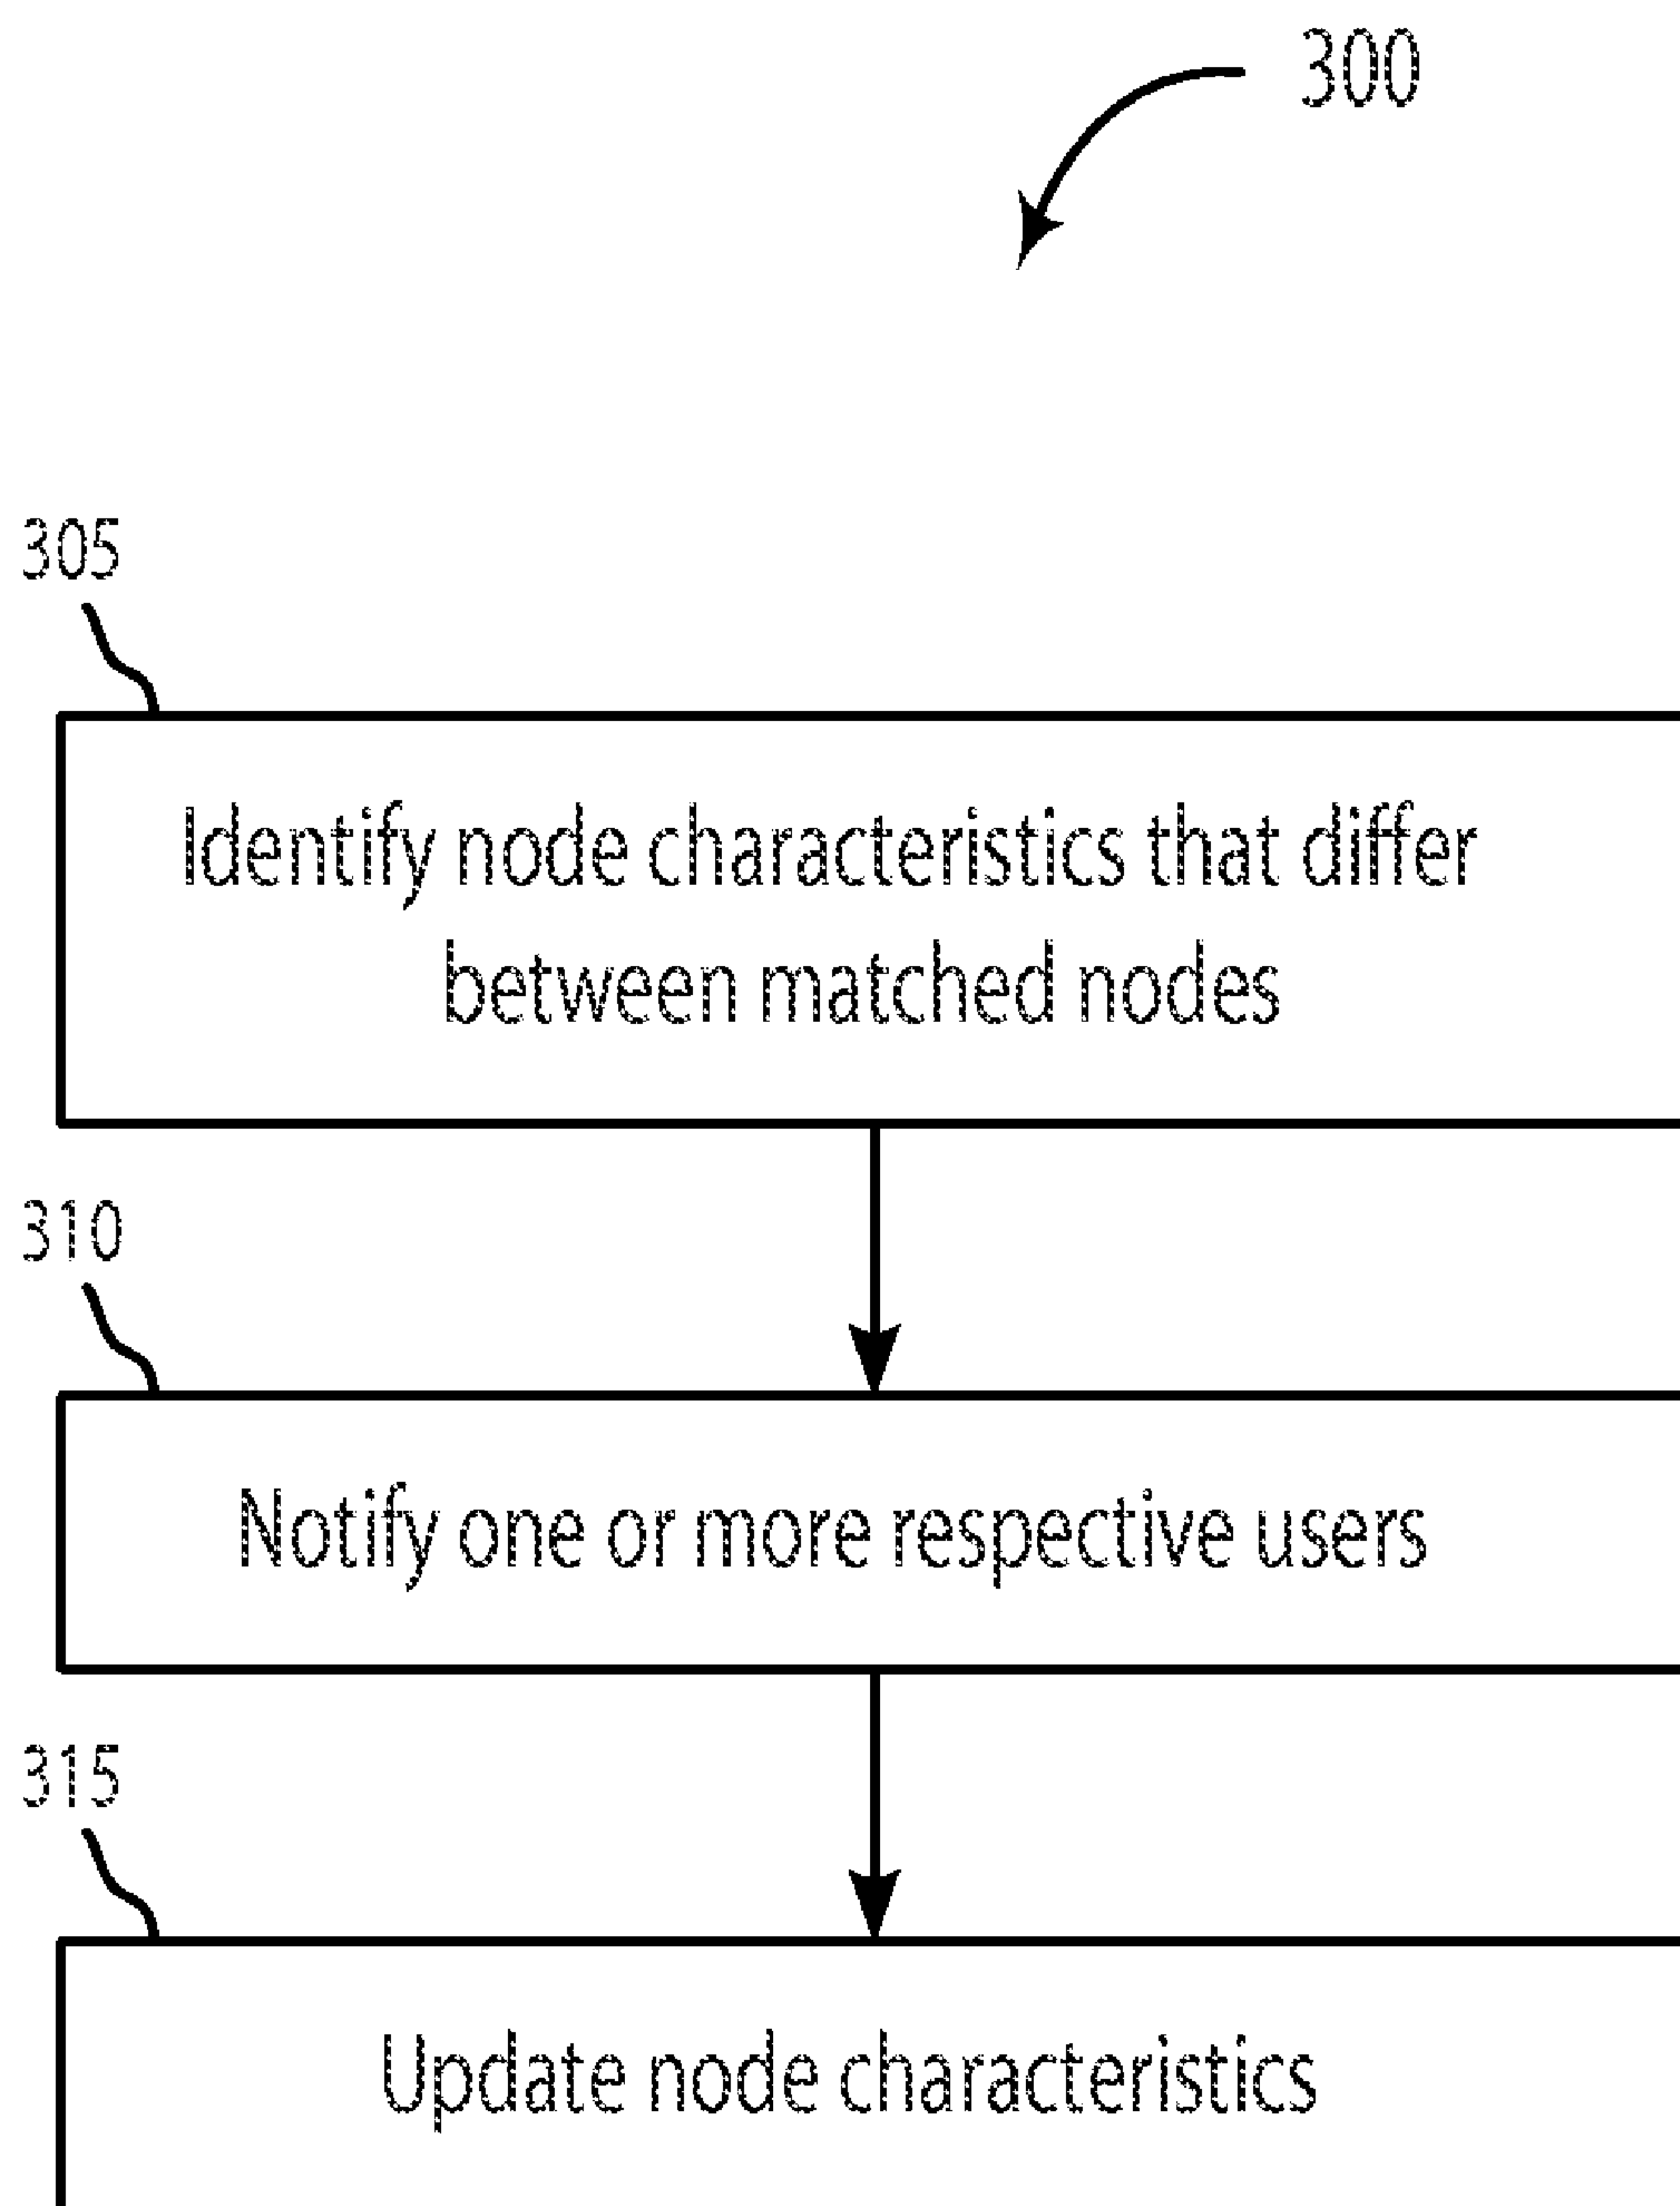 300
305
Identify node characteristics that differ
between matched nodes
310
Notify one or more respective users
315
Update node characteristics